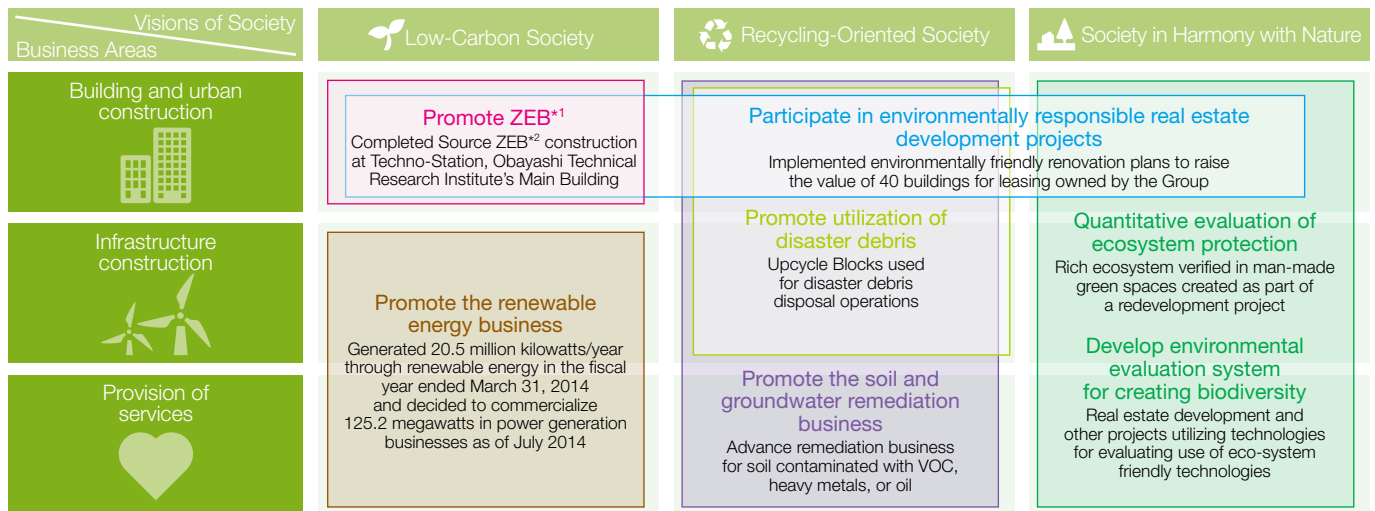 Visions of Society
Business Areas
Low-Carbon Society
Recycling-Oriented Society
Society in Harmony with Nature
Building and urban
construction
Promote ZEB*1
Completed Source ZEB*2 construction
at Techno-Station, Obayashi Technical
Research Institute's Main Building
Participate in environmentally responsible real estate
development projects
Implemented environmentally friendly renovation plans to raise
the value of 40 buildings for leasing owned by the Group
Infrastructure
construction
Provision of
services
Promote the renewable
energy business
Generated 20.5 million kilowatts/year
through renewable energy in the fiscal
year ended March 31, 2014
and decided to commercialize
125.2 megawatts in power generation
businesses as of July 2014
Promote utilization of
disaster debris
Upcycle Blocks used
for disaster debris
disposal operations
Promote the soil and
groundwater remediation
business
Advance remediation business
for soil contaminated with VOC,
heavy metals, or oil
Quantitative evaluation of
ecosystem protection
Rich ecosystem verified in man-made
green spaces created as part of
a redevelopment project
Develop environmental
evaluation system
for creating biodiversity
Real estate development and
other projects utilizing technologies
for evaluating use of eco-system
friendly technologies